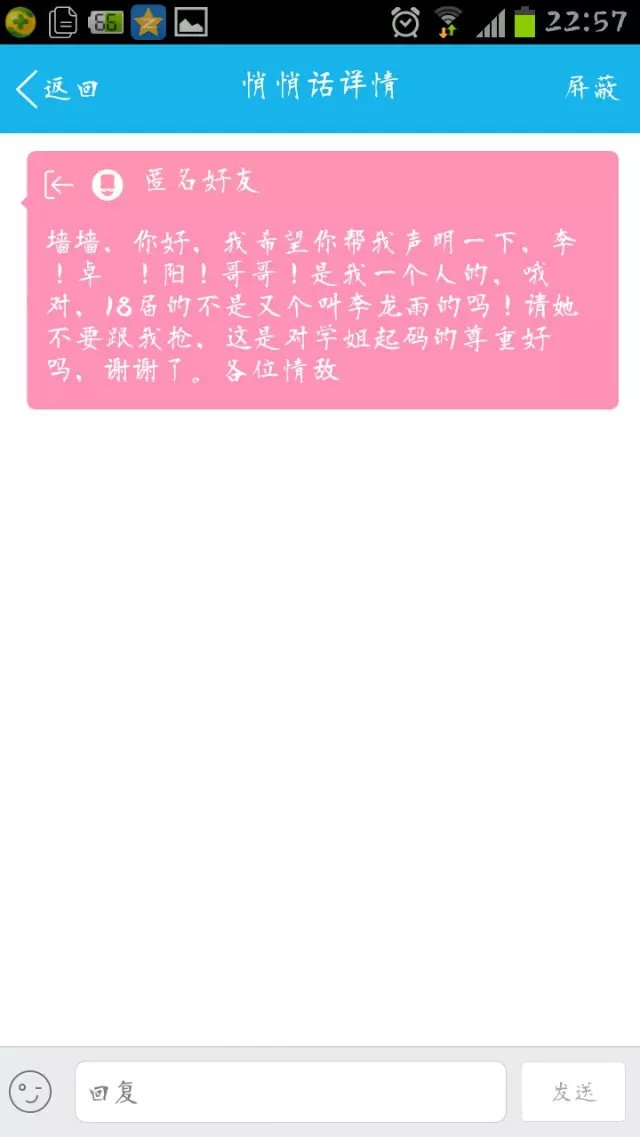 66 22:57
返回 悄悄话详情 屏蔽
匿名好友
墙墙，你好，我希望你帮我声明一下，李
！卓 ！阳！哥哥！是我一个人的，哦
对，18届的不是又个叫李龙雨的吗！请她
不要跟我抢，这是对学姐起码的尊重好
吗，谢谢了。各位情敌
回复 发送